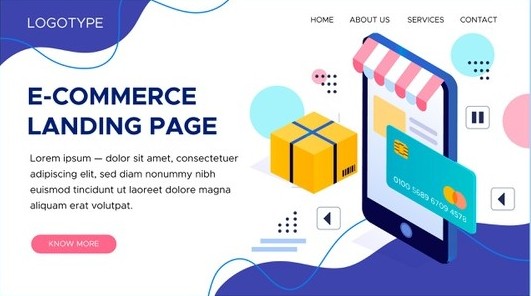 LOGOTYPE
HOME ABOUT US SERVICES CONTACT
E-COMMERCE
LANDING PAGE
Lorem ipsum — dolor sit amet, consectetuer
adipiscing elit, sed diam nonummy nibh
euismod tincidunt ut laoreet dolore magna
aliquam erat volutpat.
KNOW MORE
0100 5689 6709 4578